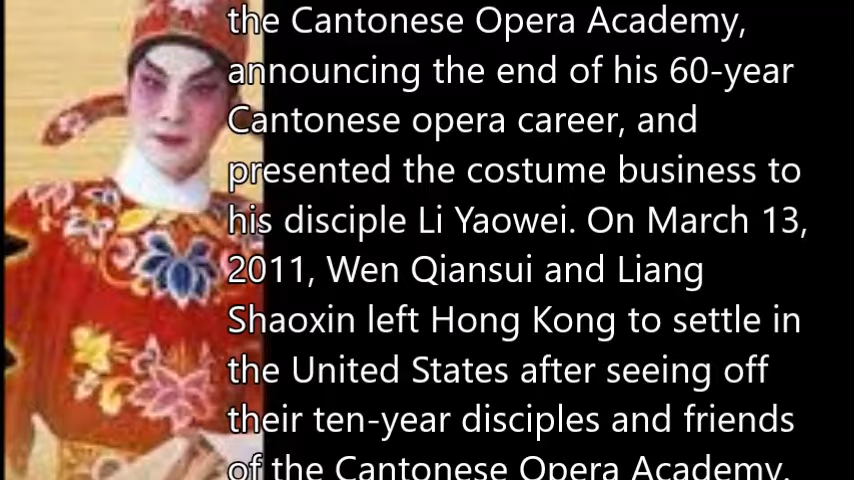 the Cantonese Opera Academy,
announcing the end of his 60-year
Cantonese opera career, and
presented the costume business to
his disciple Li Yaowei. On March 13,
2011, Wen Qiansui and Liang
Shaoxin left Hong Kong to settle in
the United States after seeing off
their ten-year disciples and friends
of the Cantonese Opera Academy.